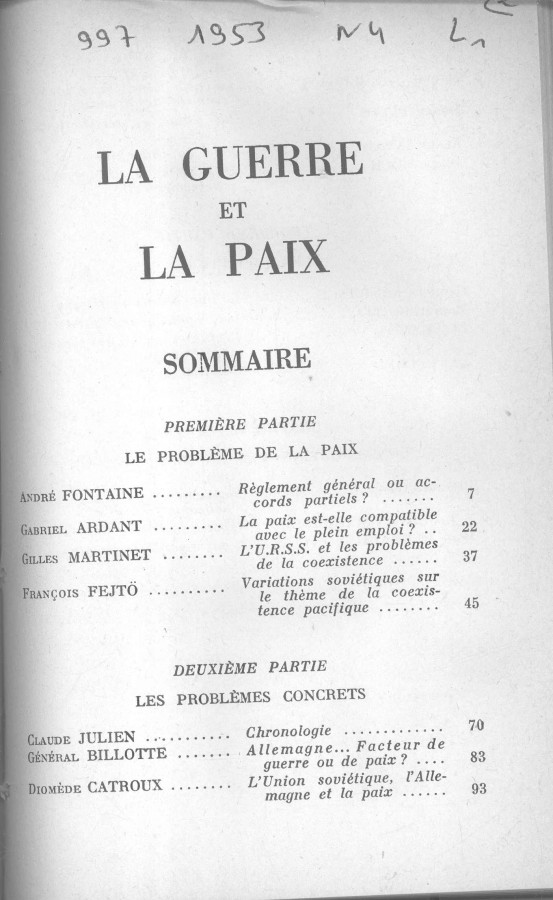 997 1953 N4 L1
LA GUERRE
ET
LA PAIX
SOMMAIRE
PREMIÈRE PARTIE
LE PROBLÈME DE LA PAIX
ANDRÉ FONTAINE ......... Règlement général ou ac-
cords partiels ? ....... 7
GABRIEL ARDANT ......... La paix est-elle compatible
avec le plein emploi ? .. 22
GILLES MARTINET ........ L'U.R.S.S. et les problèmes
de la coexistence ...... 37
FRANÇOIS FEJTÖ .......... Variations soviétiques sur
le thème de la coexis-
tence pacifique ........ 45
DEUXIÈME PARTIE
LES PROBLÈMES CONCRETS
CLAUDE JULIEN ........... Chronologie ............. 70
GÉNÉRAL BILLOTTE ....... Allemagne... Facteur de
guerre ou de paix ? .... 83
DIOMÈDE CATROUX ........ L'Union soviétique, l'Alle-
magne et la paix ...... 93